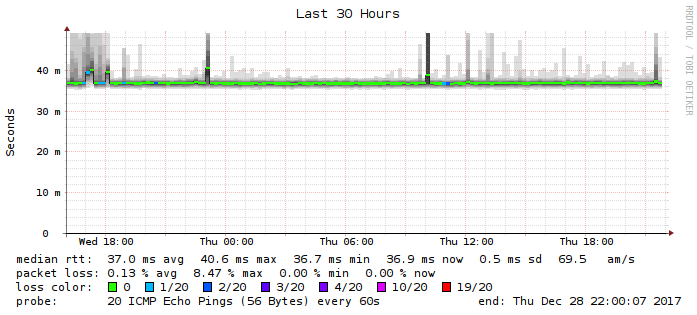 Last 30 Hours
RRDTOOL / TOBI OETIKER
Seconds
40 m
30 m
20 m
10 m
0
Wed 18:00 Thu 00:00 Thu 06:00 Thu 12:00 Thu 18:00
median rtt: 37.0 ms avg 40.6 ms max 36.7 ms min 36.9 ms now 0.5 ms sd 69.5 am/s
packet loss: 0.13 % avg 8.47 % max 0.00 % min 0.00 % now
loss color: 0 1/20 2/20 3/20 4/20 10/20 19/20
probe: 20 ICMP Echo Pings (56 Bytes) every 60s end: Thu Dec 28 22:00:07 2017